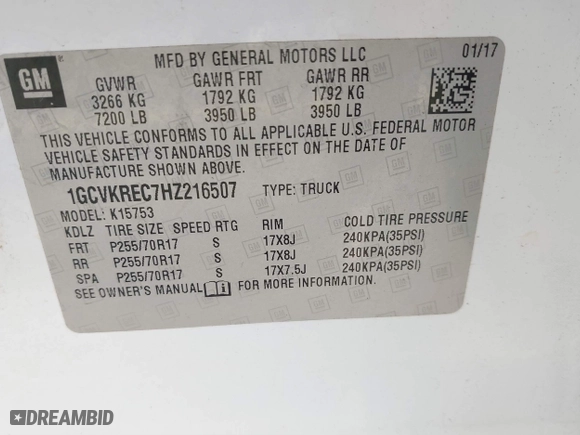 MFD BY GENERAL MOTORS LLC 01/17
GM
GVWR GAWR FRT GAWR RR
3266 KG 1792 KG 1792 KG
7200 LB 3950 LB 3950 LB
THIS VEHICLE CONFORMS TO ALL APPLICABLE U.S. FEDERAL MOTOR
VEHICLE SAFETY STANDARDS IN EFFECT ON THE DATE OF
MANUFACTURE SHOWN ABOVE.
1GCVKREC7HZ216507 TYPE: TRUCK
MODEL: K15753
KDLZ TIRE SIZE SPEED RTG RIM COLD TIRE PRESSURE
FRT P255/70R17 S 17X8J 240KPA(35PSI)
RR P255/70R17 S 17X8J 240KPA(35PSI)
SPA P255/70R17 S 17X7.5J 240KPA(35PSI)
SEE OWNER'S MANUAL FOR MORE INFORMATION.
DREAMBID